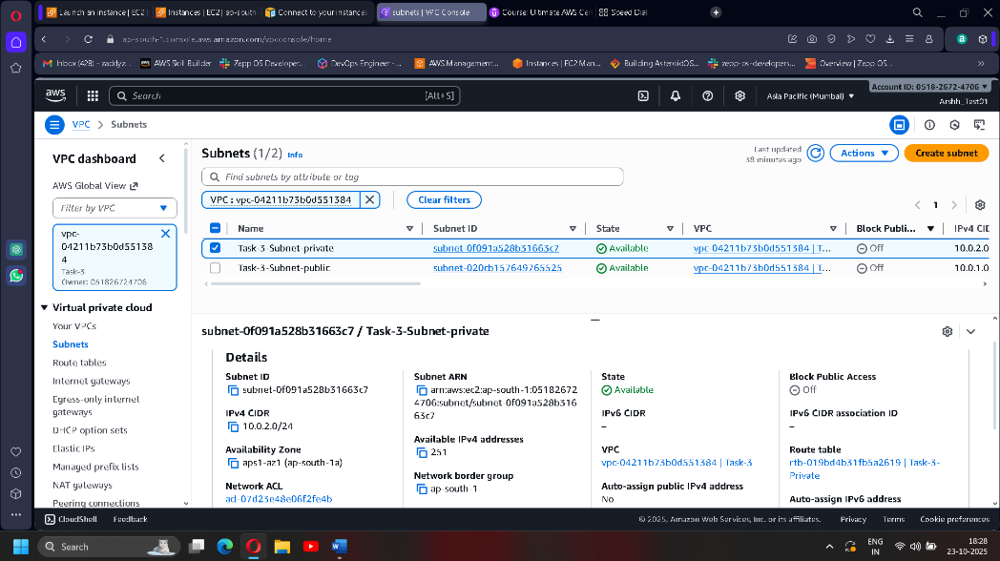 Launch an instance | EC2 |
Instances | EC2 | ap-south-
Connect to your instances
subnets | VPC Console
Course: Ultimate AWS Cer
Speed Dial
ap-south-1.console.aws.amazon.com/vpcconsole/home
Inbox (428) - zaddyz...
AWS Skill Builder
Zepp OS Developer...
DevOps Engineer -...
AWS Management...
Instances | EC2 Man...
Building AsteroidOS...
zepp-os-developers...
Overview | Zepp OS...
aws
Search
[Alt+S]
Asia Pacific (Mumbai)
Account ID: 0518-2672-4706
Arshh_Test01
VPC
Subnets
VPC dashboard
AWS Global View
Filter by VPC
vpc-
04211b73b0d55138
4
Task-3
Owner: 051826724706
Virtual private cloud
Your VPCs
Subnets
Route tables
Internet gateways
Egress-only internet
gateways
DHCP option sets
Elastic IPs
Managed prefix lists
NAT gateways
Peering connections
Subnets (1/2) Info
Last updated
38 minutes ago
Actions
Create subnet
Find subnets by attribute or tag
VPC : vpc-04211b73b0d551384
Clear filters
1
Name
Subnet ID
State
VPC
Block Publi...
IPv4 CID
Task-3-Subnet-private
subnet-0f091a528b31663c7
Available
vpc-04211b73b0d551384 | T...
Off
10.0.2.0
Task-3-Subnet-public
subnet-020cb157649765525
Available
vpc-04211b73b0d551384 | T...
Off
10.0.1.0
subnet-0f091a528b31663c7 / Task-3-Subnet-private
Details
Subnet ID
subnet-0f091a528b31663c7
IPv4 CIDR
10.0.2.0/24
Availability Zone
aps1-az1 (ap-south-1a)
Network ACL
acl-07d23e48e06f2fe4b
Subnet ARN
arn:aws:ec2:ap-south-1:05182672
4706:subnet/subnet-0f091a528b316
63c7
Available IPv4 addresses
251
Network border group
ap-south-1
State
Available
IPv6 CIDR
–
VPC
vpc-04211b73b0d551384 | Task-3
Auto-assign public IPv4 address
No
Block Public Access
Off
IPv6 CIDR association ID
–
Route table
rtb-019bd4b31fb5a2619 | Task-3-
Private
Auto-assign IPv6 address
CloudShell
Feedback
© 2025, Amazon Web Services, Inc. or its affiliates.
Privacy
Terms
Cookie preferences
Search
ENG
IN
18:28
23-10-2025